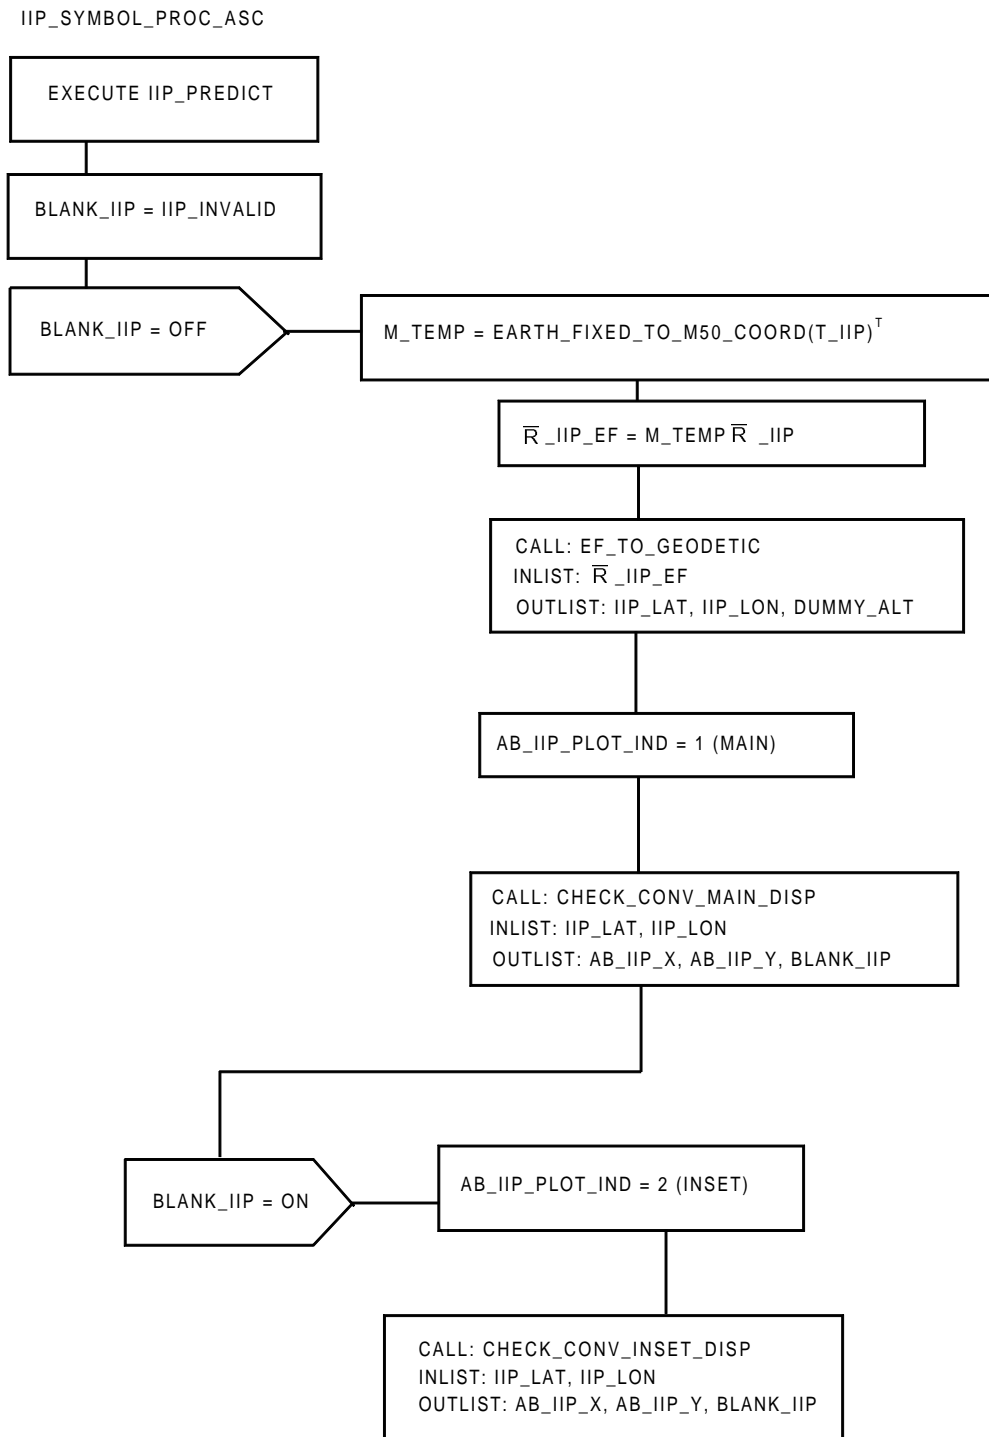 IIP_SYMBOL_PROC_ASC
EXECUTE IIP_PREDICT
BLANK_IIP = IIP_INVALID
BLANK_IIP = OFF
M_TEMP = EARTH_FIXED_TO_M50_COORD(T_IIP)ᵀ
R̅ _IIP_EF = M_TEMP R̅ _IIP
CALL: EF_TO_GEODETIC
INLIST: R̅ _IIP_EF
OUTLIST: IIP_LAT, IIP_LON, DUMMY_ALT
AB_IIP_PLOT_IND = 1 (MAIN)
CALL: CHECK_CONV_MAIN_DISP
INLIST: IIP_LAT, IIP_LON
OUTLIST: AB_IIP_X, AB_IIP_Y, BLANK_IIP
BLANK_IIP = ON
AB_IIP_PLOT_IND = 2 (INSET)
CALL: CHECK_CONV_INSET_DISP
INLIST: IIP_LAT, IIP_LON
OUTLIST: AB_IIP_X, AB_IIP_Y, BLANK_IIP